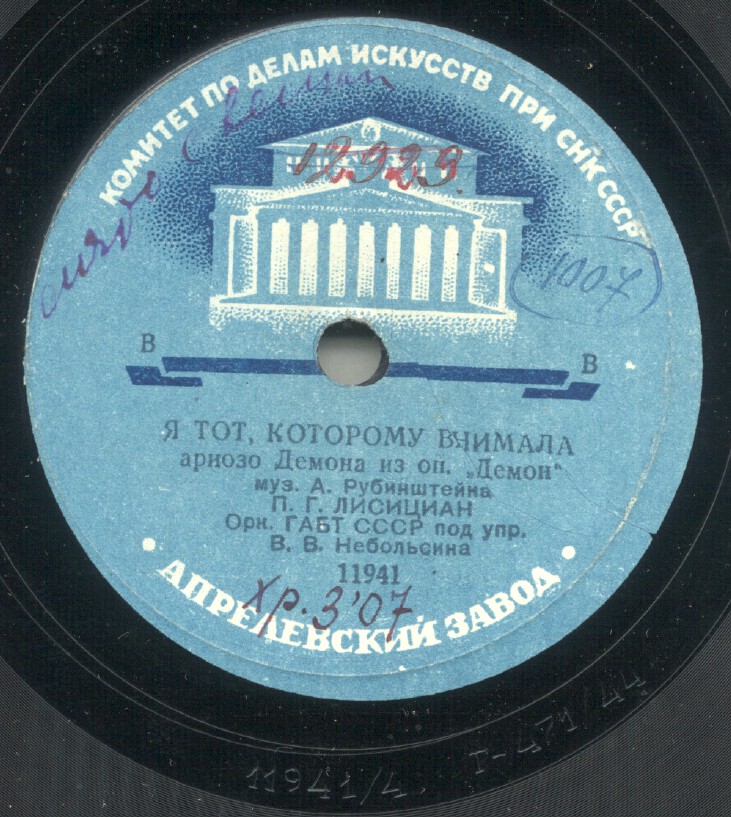 КОМИТЕТ ПО ДЕЛАМ ИСКУССТВ ПРИ СНК СССР
12929.
1007
В В
Я ТОТ, КОТОРОМУ ВНИМАЛА
ариозо Демона из оп. „Демон"
муз. А. Рубинштейна
П. Г. ЛИСИЦИАН
Орк. ГАБТ СССР под упр.
В. В. Небольсина
11941
хр. 3'07
• АПРЕЛЕВСКИЙ ЗАВОД •
11941/4 Г-471/44